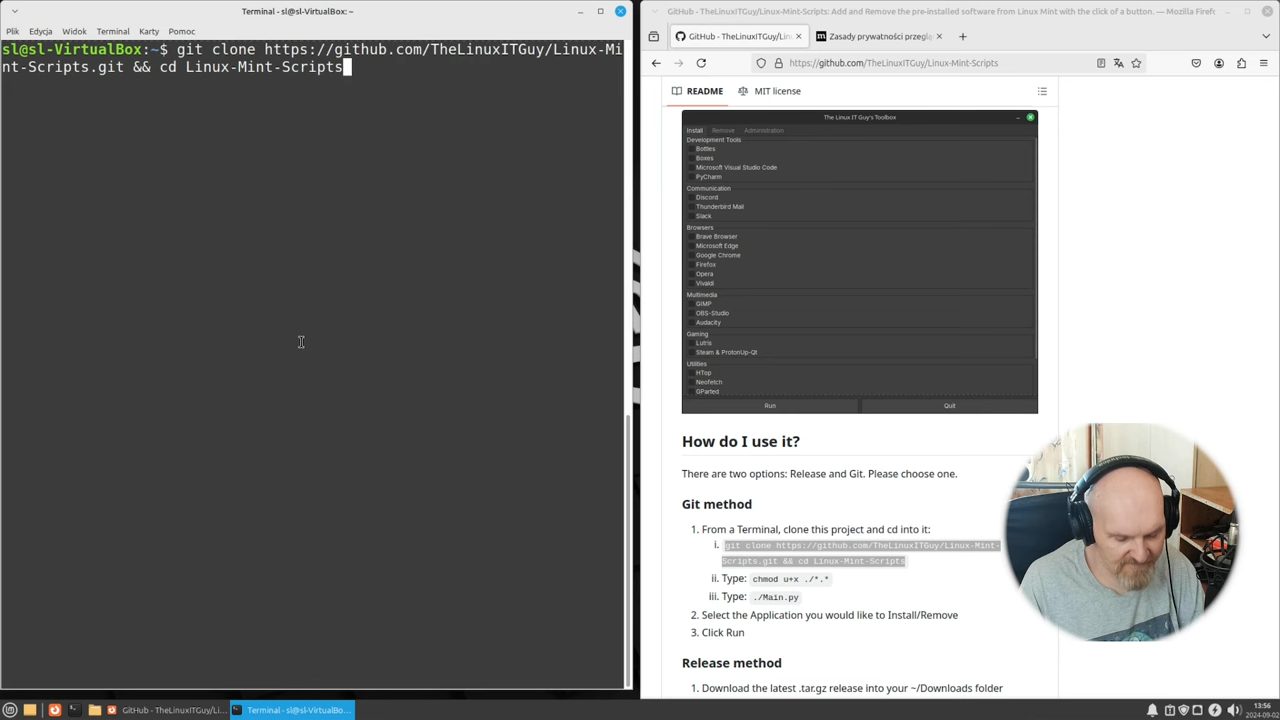 Terminal - sl@sl-VirtualBox: ~
Plik Edycja Widok Terminal Karty Pomoc
sl@sl-VirtualBox:~$ git clone https://github.com/TheLinuxITGuy/Linux-Mi
nt-Scripts.git && cd Linux-Mint-Scripts
GitHub - TheLinuxITGuy/Linux-Mint-Scripts: Add and Remove the pre-installed software from Linux Mint with the click of a button. — Mozilla Firefo
GitHub - TheLinuxITGuy/Lin
Zasady prywatności przeglę
https://github.com/TheLinuxITGuy/Linux-Mint-Scripts
README
MIT license
The Linux IT Guy's Toolbox
Install Remove Administration
Development Tools
Bottles
Boxes
Microsoft Visual Studio Code
PyCharm
Communication
Discord
Thunderbird Mail
Slack
Browsers
Brave Browser
Microsoft Edge
Google Chrome
Firefox
Opera
Vivaldi
Multimedia
GIMP
OBS-Studio
Audacity
Gaming
Lutris
Steam & ProtonUp-Qt
Utilities
HTop
Neofetch
GParted
Run
Quit
How do I use it?
There are two options: Release and Git. Please choose one.
Git method
1. From a Terminal, clone this project and cd into it:
i. git clone https://github.com/TheLinuxITGuy/Linux-Mint-
Scripts.git && cd Linux-Mint-Scripts
ii. Type: chmod u+x ./*.*
iii. Type: ./Main.py
2. Select the Application you would like to Install/Remove
3. Click Run
Release method
1. Download the latest .tar.gz release into your ~/Downloads folder
GitHub - TheLinuxITGuy/Li...
Terminal - sl@sl-VirtualBo...
13:56
2024-09-02